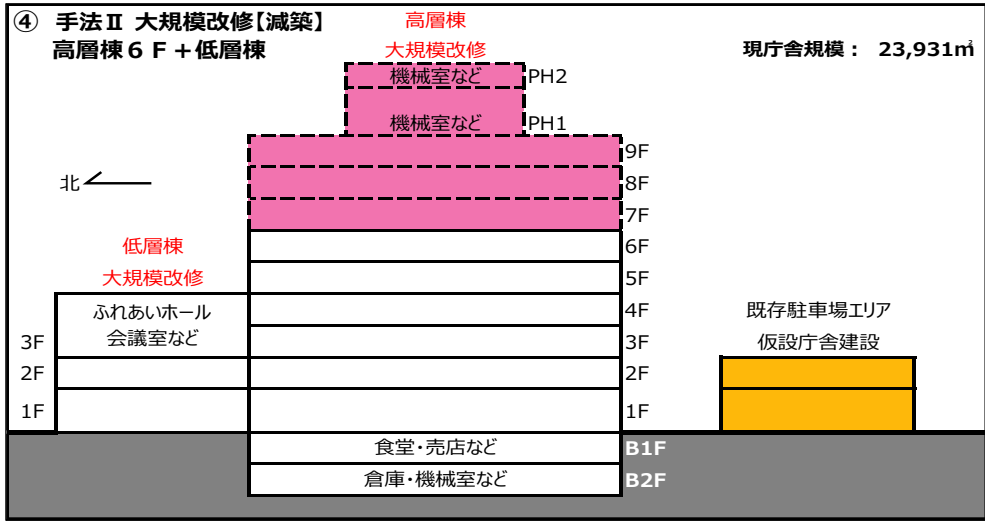 ④ 手法Ⅱ 大規模改修【減築】
高層棟６Ｆ＋低層棟
高層棟
大規模改修
現庁舎規模： 23,931㎡
機械室など PH2
機械室など PH1
9F
北
8F
7F
低層棟
6F
大規模改修
5F
ふれあいホール
4F
既存駐車場エリア
3F
会議室など
3F
仮設庁舎建設
2F
2F
1F
1F
食堂・売店など
B1F
倉庫・機械室など
B2F